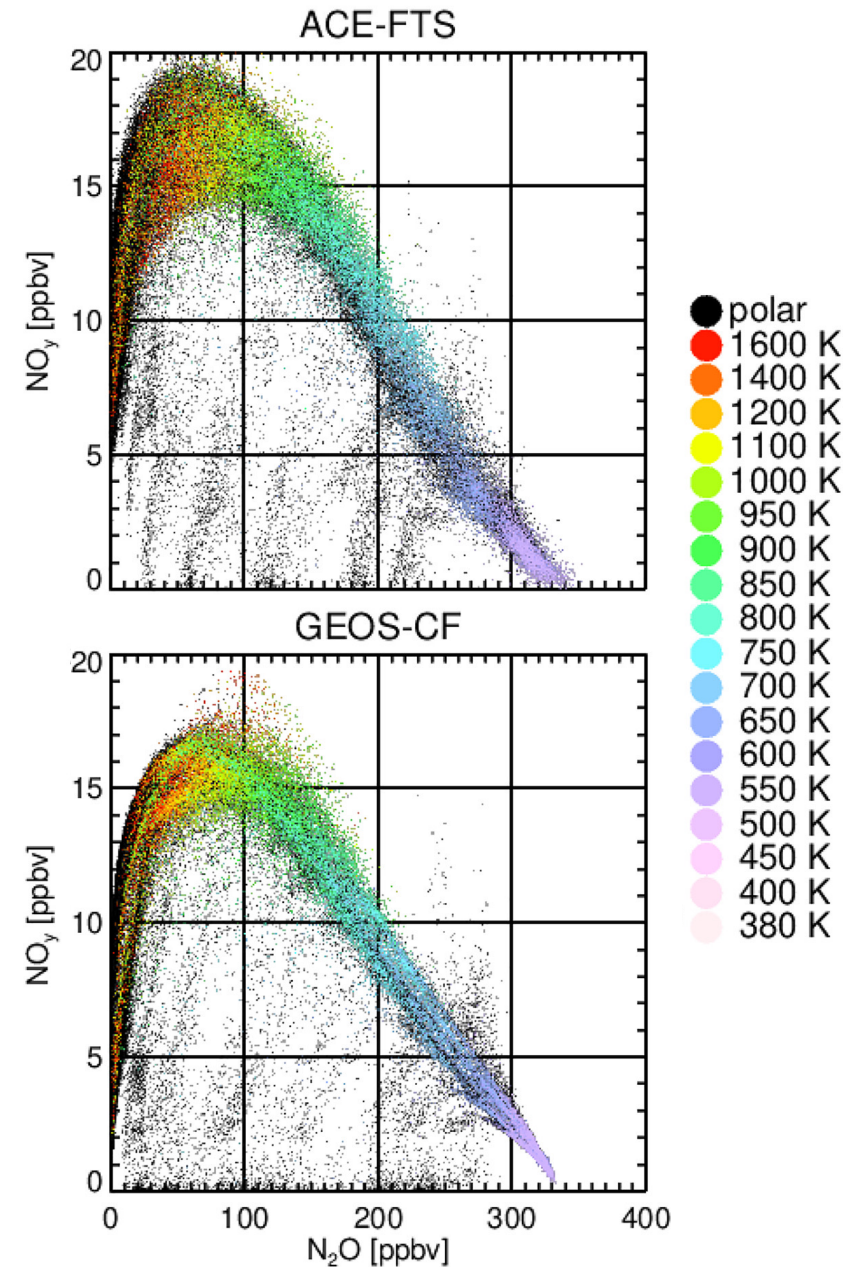 ACE-FTS
20
15
10
5
0
NOy [ppbv]
GEOS-CF
20
15
10
5
0
NOy [ppbv]
0 100 200 300 400
N2O [ppbv]
polar
1600 K
1400 K
1200 K
1100 K
1000 K
950 K
900 K
850 K
800 K
750 K
700 K
650 K
600 K
550 K
500 K
450 K
400 K
380 K